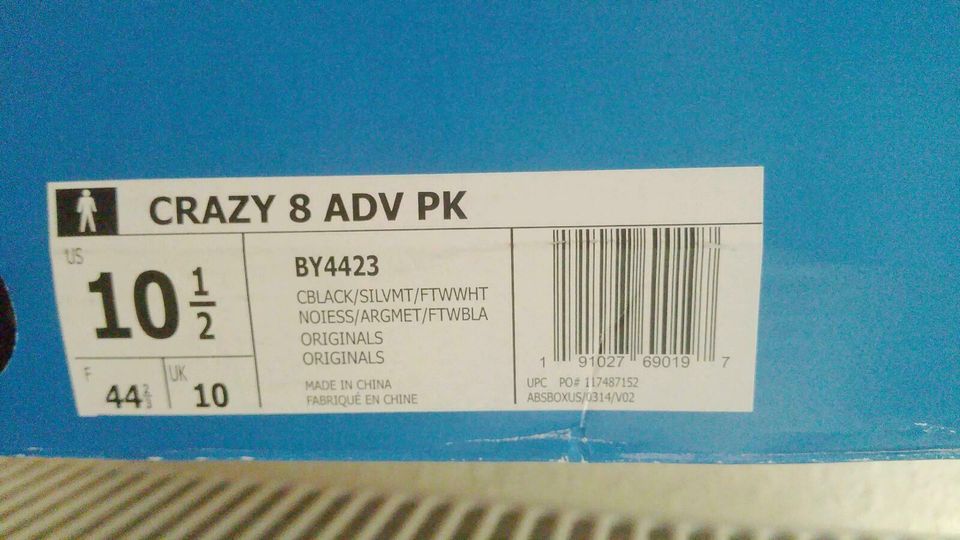 CRAZY 8 ADV PK
US
10 1/2
F
44 2/3
UK
10
BY4423
CBLACK/SILVMT/FTWWHT
NOIESS/ARGMET/FTWBLA
ORIGINALS
ORIGINALS
MADE IN CHINA
FABRIQUÉ EN CHINE
1 91027 69019 7
UPC PO# 117487152
ABSBOXUS/0314/V02